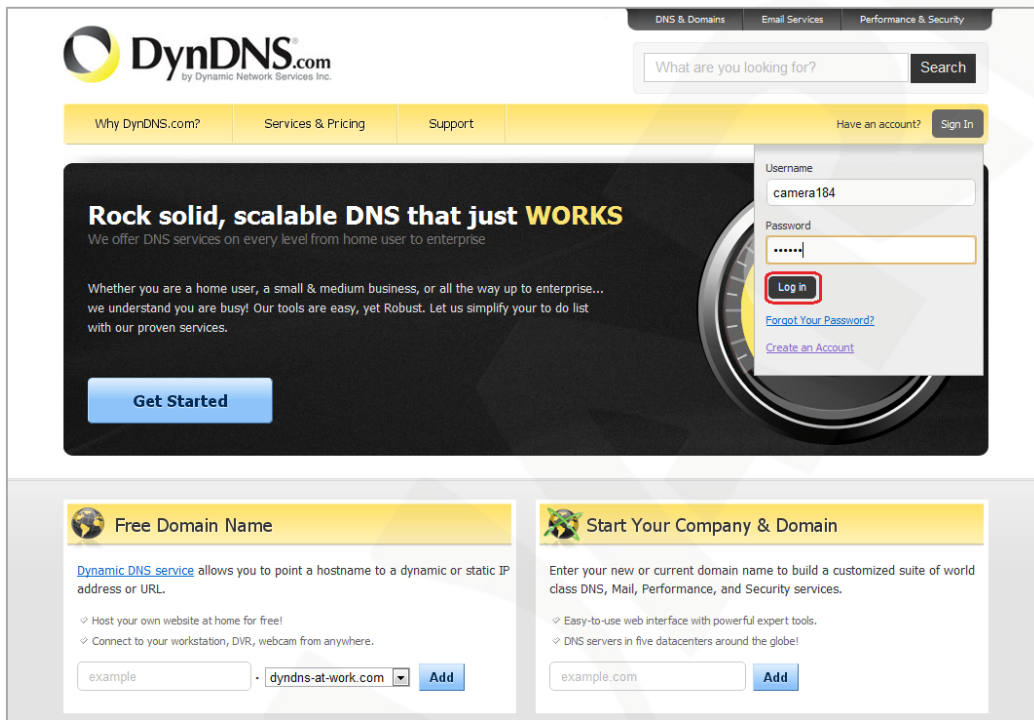 DNS & Domains Email Services Performance & Security
DynDNS.com
by Dynamic Network Services Inc.
What are you looking for? Search
Why DynDNS.com? Services & Pricing Support Have an account? Sign In
Username
camera184
Password
••••••
Log in
Forgot Your Password?
Create an Account
Rock solid, scalable DNS that just WORKS
We offer DNS services on every level from home user to enterprise
Whether you are a home user, a small & medium business, or all the way up to enterprise...
we understand you are busy! Our tools are easy, yet Robust. Let us simplify your to do list
with our proven services.
Get Started
Free Domain Name
Dynamic DNS service allows you to point a hostname to a dynamic or static IP
address or URL.
Host your own website at home for free!
Connect to your workstation, DVR, webcam from anywhere.
example . dyndns-at-work.com Add
Start Your Company & Domain
Enter your new or current domain name to build a customized suite of world
class DNS, Mail, Performance, and Security services.
Easy-to-use web interface with powerful expert tools.
DNS servers in five datacenters around the globe!
example.com Add